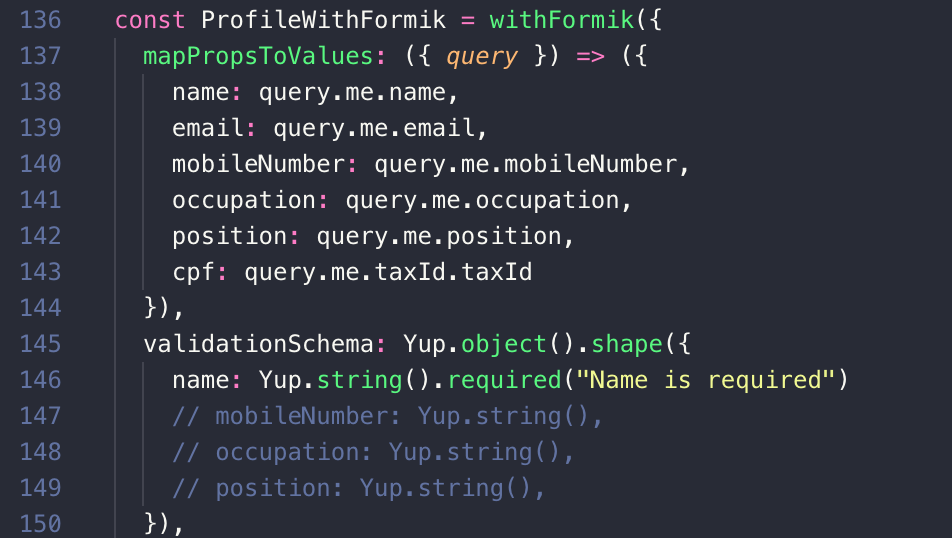 136 const ProfileWithFormik = withFormik({
137 mapPropsToValues: ({ query }) => ({
138 name: query.me.name,
139 email: query.me.email,
140 mobileNumber: query.me.mobileNumber,
141 occupation: query.me.occupation,
142 position: query.me.position,
143 cpf: query.me.taxId.taxId
144 }),
145 validationSchema: Yup.object().shape({
146 name: Yup.string().required("Name is required")
147 // mobileNumber: Yup.string(),
148 // occupation: Yup.string(),
149 // position: Yup.string(),
150 }),